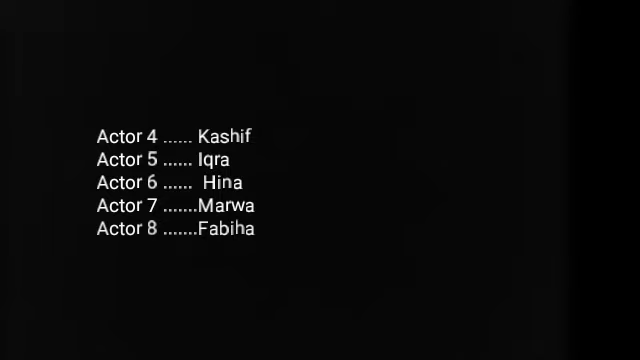 Actor 4 ...... Kashif
Actor 5 ...... Iqra
Actor 6 ...... Hina
Actor 7 .......Marwa
Actor 8 .......Fabiha